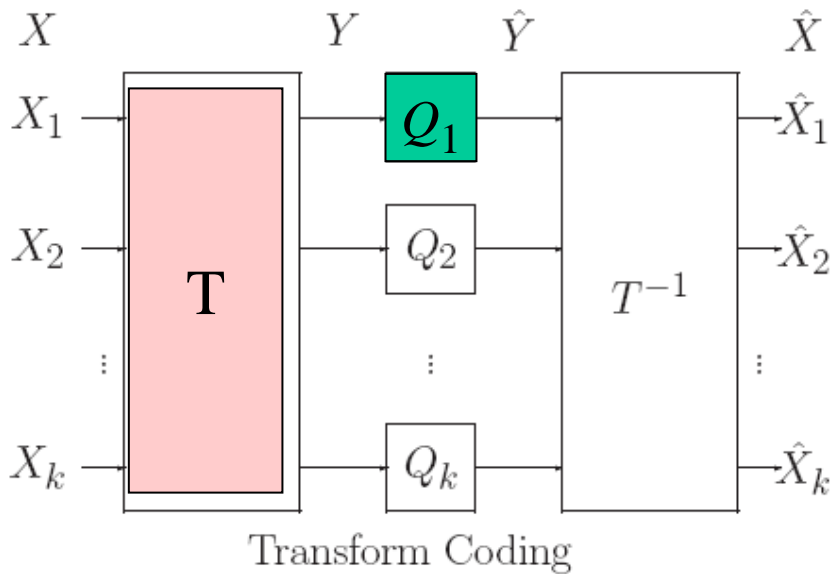 X Y Ŷ X̂
X₁ Q₁ X̂₁
X₂ Q₂ X̂₂
T T⁻¹
⋮ ⋮ ⋮
Xₖ Qₖ X̂ₖ
Transform Coding